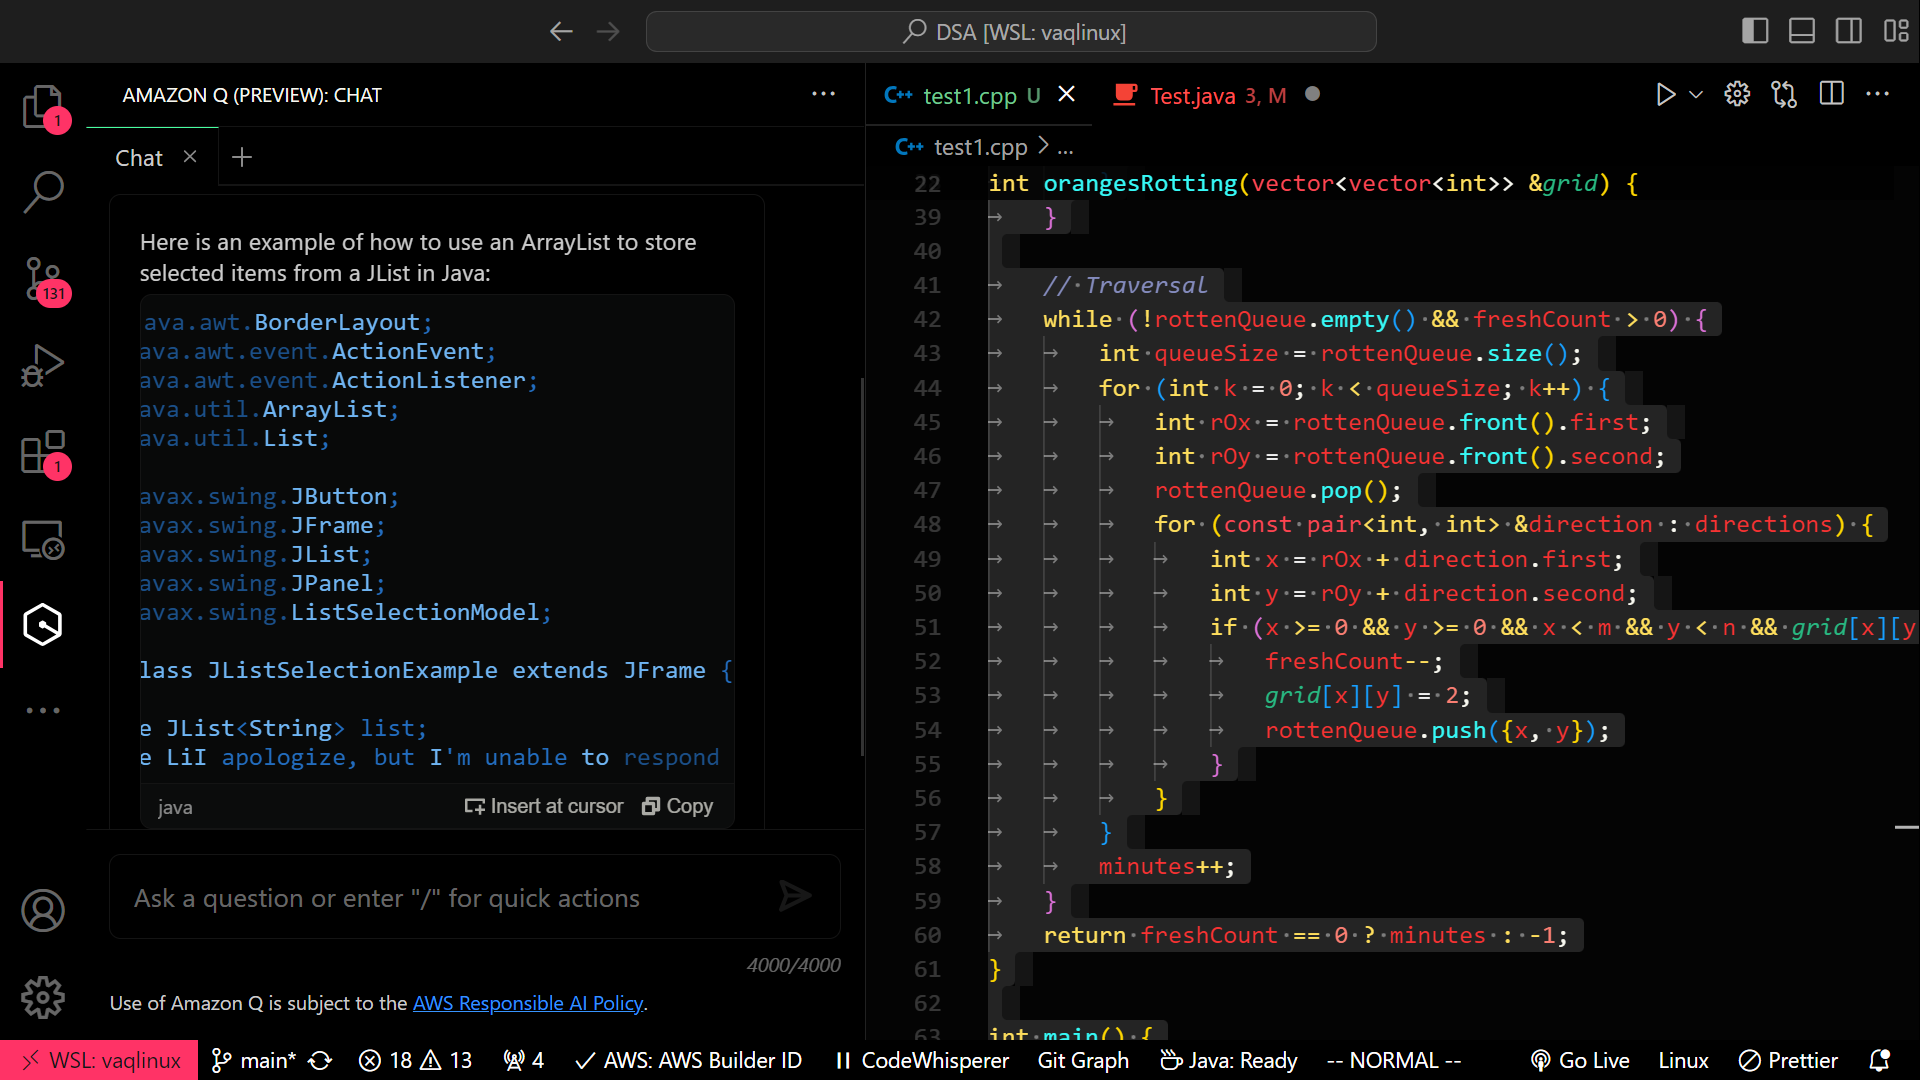 DSA [WSL: vaqlinux]
AMAZON Q (PREVIEW): CHAT
Chat
Here is an example of how to use an ArrayList to store
selected items from a JList in Java:
ava.awt.BorderLayout;
ava.awt.event.ActionEvent;
ava.awt.event.ActionListener;
ava.util.ArrayList;
ava.util.List;
avax.swing.JButton;
avax.swing.JFrame;
avax.swing.JList;
avax.swing.JPanel;
avax.swing.ListSelectionModel;
lass JListSelectionExample extends JFrame {
e JList<String> list;
e LiI apologize, but I'm unable to respond
java Insert at cursor Copy
Ask a question or enter "/" for quick actions
4000/4000
Use of Amazon Q is subject to the AWS Responsible AI Policy.
1
131
1
C++ test1.cpp U Test.java 3, M
C++ test1.cpp > ...
22 int orangesRotting(vector<vector<int>> &grid) {
39 }
40
41 // Traversal
42 while (!rottenQueue.empty() && freshCount > 0) {
43 int queueSize = rottenQueue.size();
44 for (int k = 0; k < queueSize; k++) {
45 int rOx = rottenQueue.front().first;
46 int rOy = rottenQueue.front().second;
47 rottenQueue.pop();
48 for (const pair<int, int> &direction : directions) {
49 int x = rOx + direction.first;
50 int y = rOy + direction.second;
51 if (x >= 0 && y >= 0 && x < m && y < n && grid[x][y
52 freshCount--;
53 grid[x][y] = 2;
54 rottenQueue.push({x, y});
55 }
56 }
57 }
58 minutes++;
59 }
60 return freshCount == 0 ? minutes : -1;
61 }
62
63 int main() {
WSL: vaqlinux main* 18 13 4 AWS: AWS Builder ID CodeWhisperer Git Graph Java: Ready -- NORMAL -- Go Live Linux Prettier